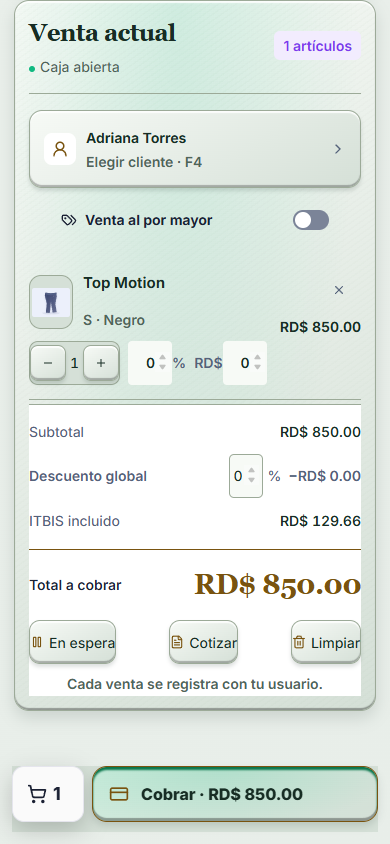 Venta actual
1 artículos
Caja abierta
Adriana Torres
Elegir cliente · F4
Venta al por mayor
Top Motion
S · Negro
RD$ 850.00
− 1 + 0 % RD$ 0
Subtotal RD$ 850.00
Descuento global 0 % −RD$ 0.00
ITBIS incluido RD$ 129.66
Total a cobrar RD$ 850.00
En espera Cotizar Limpiar
Cada venta se registra con tu usuario.
1 Cobrar · RD$ 850.00